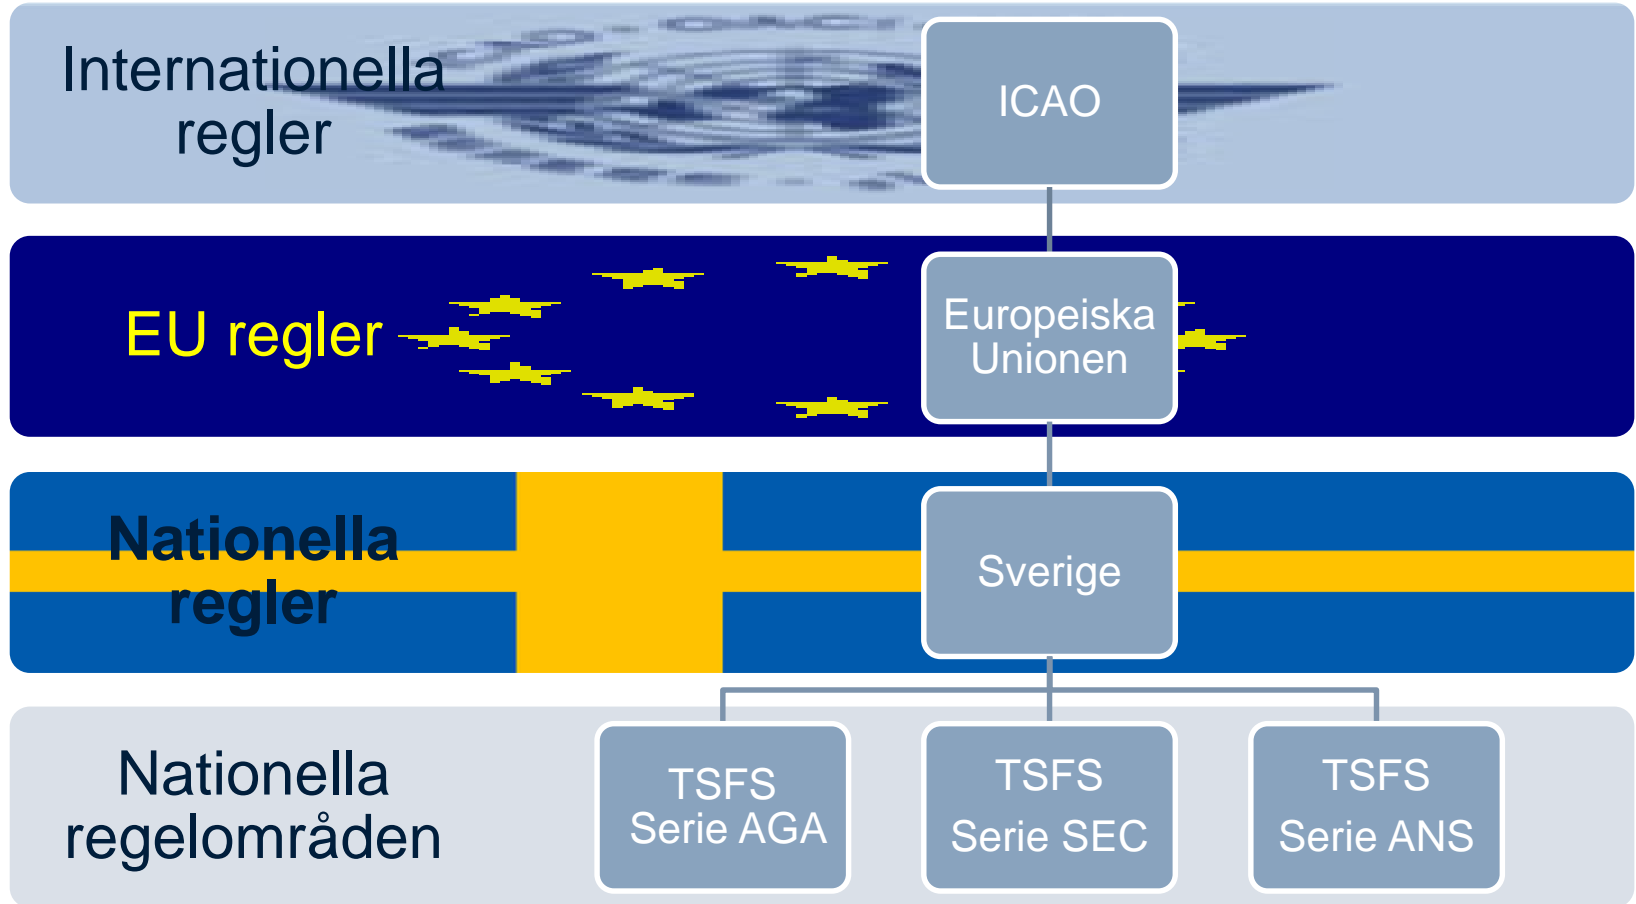 Internationella
regler
ICAO
EU regler
Europeiska
Unionen
Nationella
regler
Sverige
Nationella
regelområden
TSFS
Serie AGA
TSFS
Serie SEC
TSFS
Serie ANS